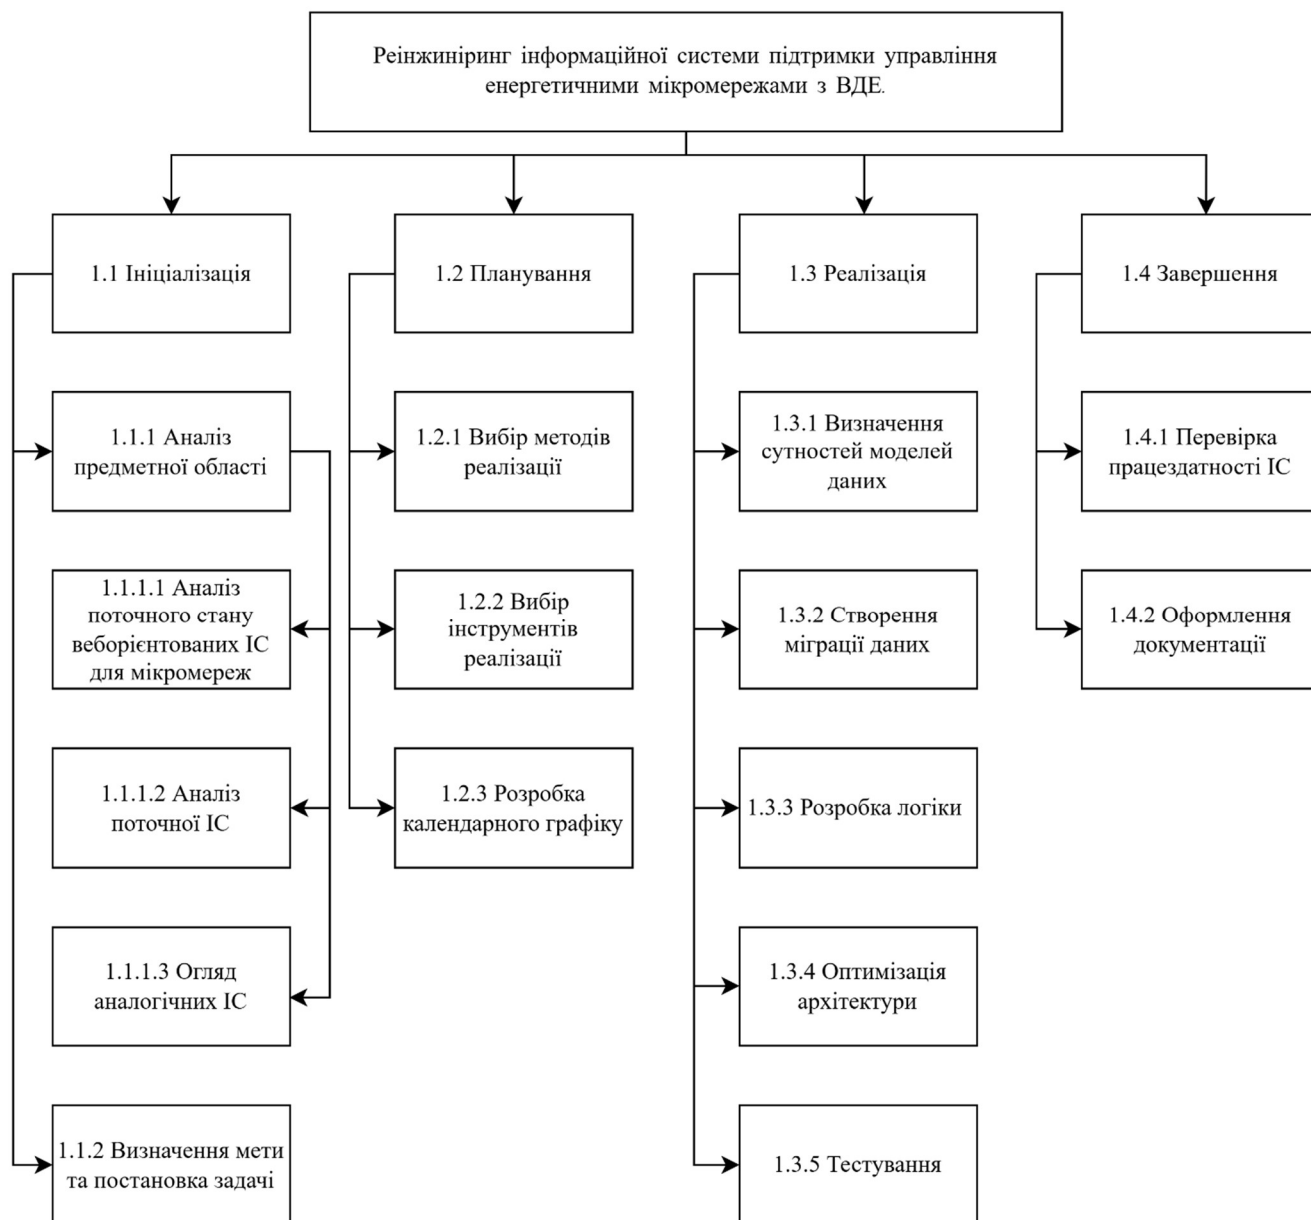 Реінжиніринг інформаційної системи підтримки управління
енергетичними мікромережами з ВДЕ.
1.1 Ініціалізація
1.2 Планування
1.3 Реалізація
1.4 Завершення
1.1.1 Аналіз
предметної області
1.2.1 Вибір методів
реалізації
1.3.1 Визначення
сутностей моделей
даних
1.4.1 Перевірка
працездатності ІС
1.1.1.1 Аналіз
поточного стану
веборієнтованих ІС
для мікромереж
1.2.2 Вибір
інструментів
реалізації
1.3.2 Створення
міграції даних
1.4.2 Оформлення
документації
1.1.1.2 Аналіз
поточної ІС
1.2.3 Розробка
календарного графіку
1.3.3 Розробка логіки
1.1.1.3 Огляд
аналогічних ІС
1.3.4 Оптимізація
архітектури
1.1.2 Визначення мети
та постановка задачі
1.3.5 Тестування